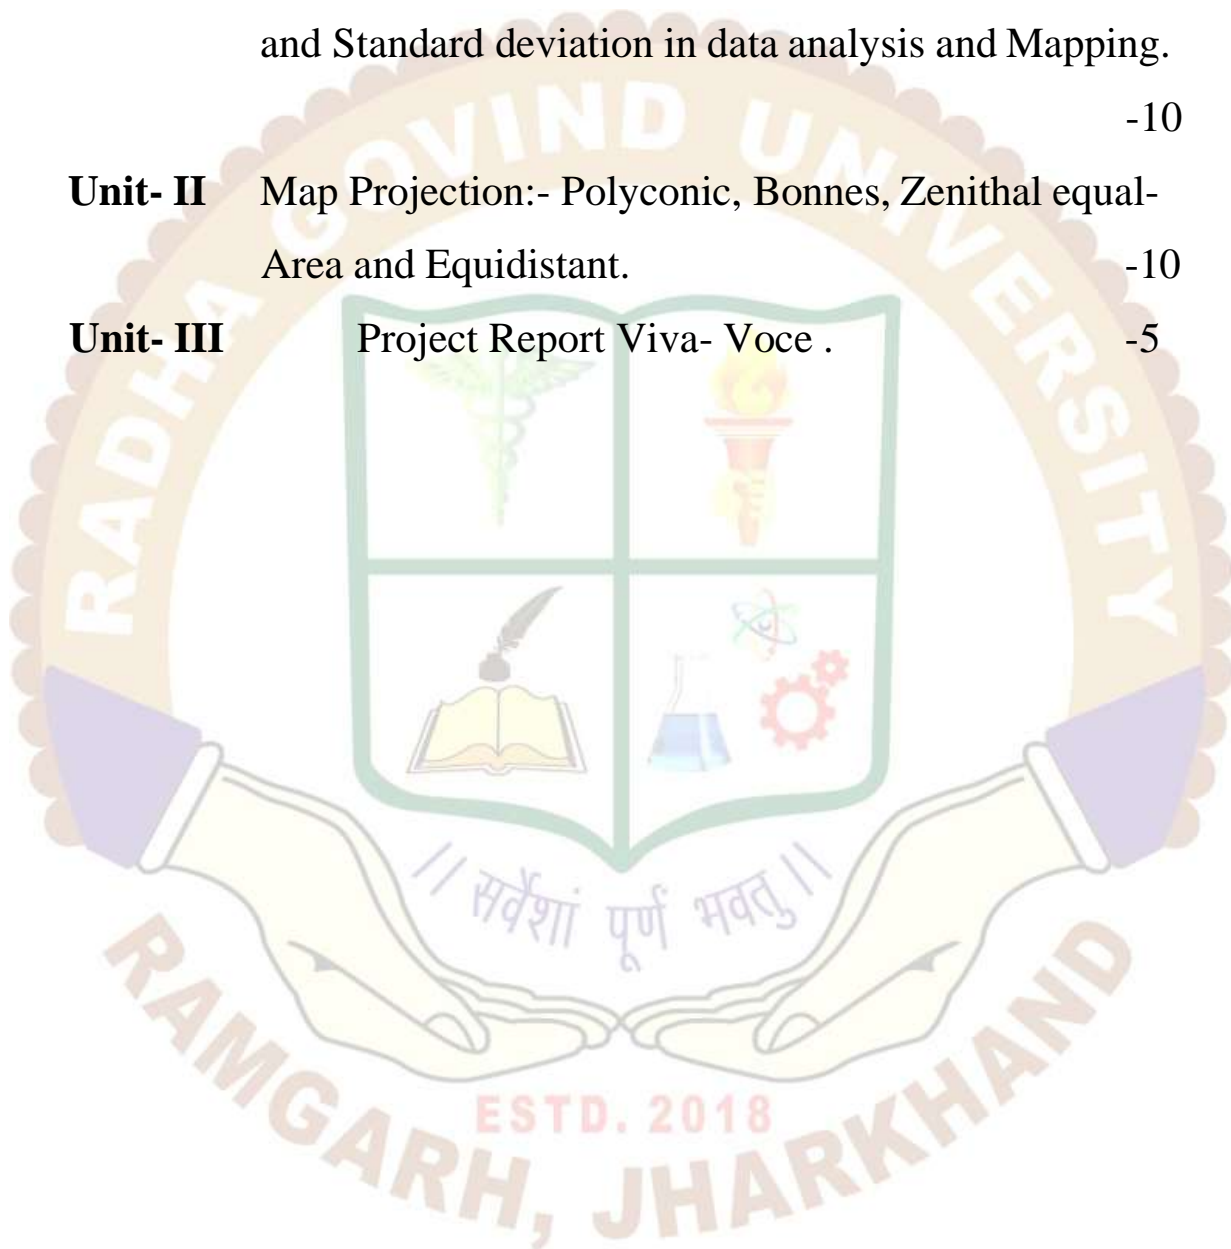 and Standard deviation in data analysis and Mapping.
-10
Unit- II Map Projection:- Polyconic, Bonnes, Zenithal equal-
Area and Equidistant. -10
Unit- III Project Report Viva- Voce . -5
RADHA GOVIND UNIVERSITY
|| सर्वेशां पूर्ण भवतु ||
ESTD. 2018
RAMGARH, JHARKHAND